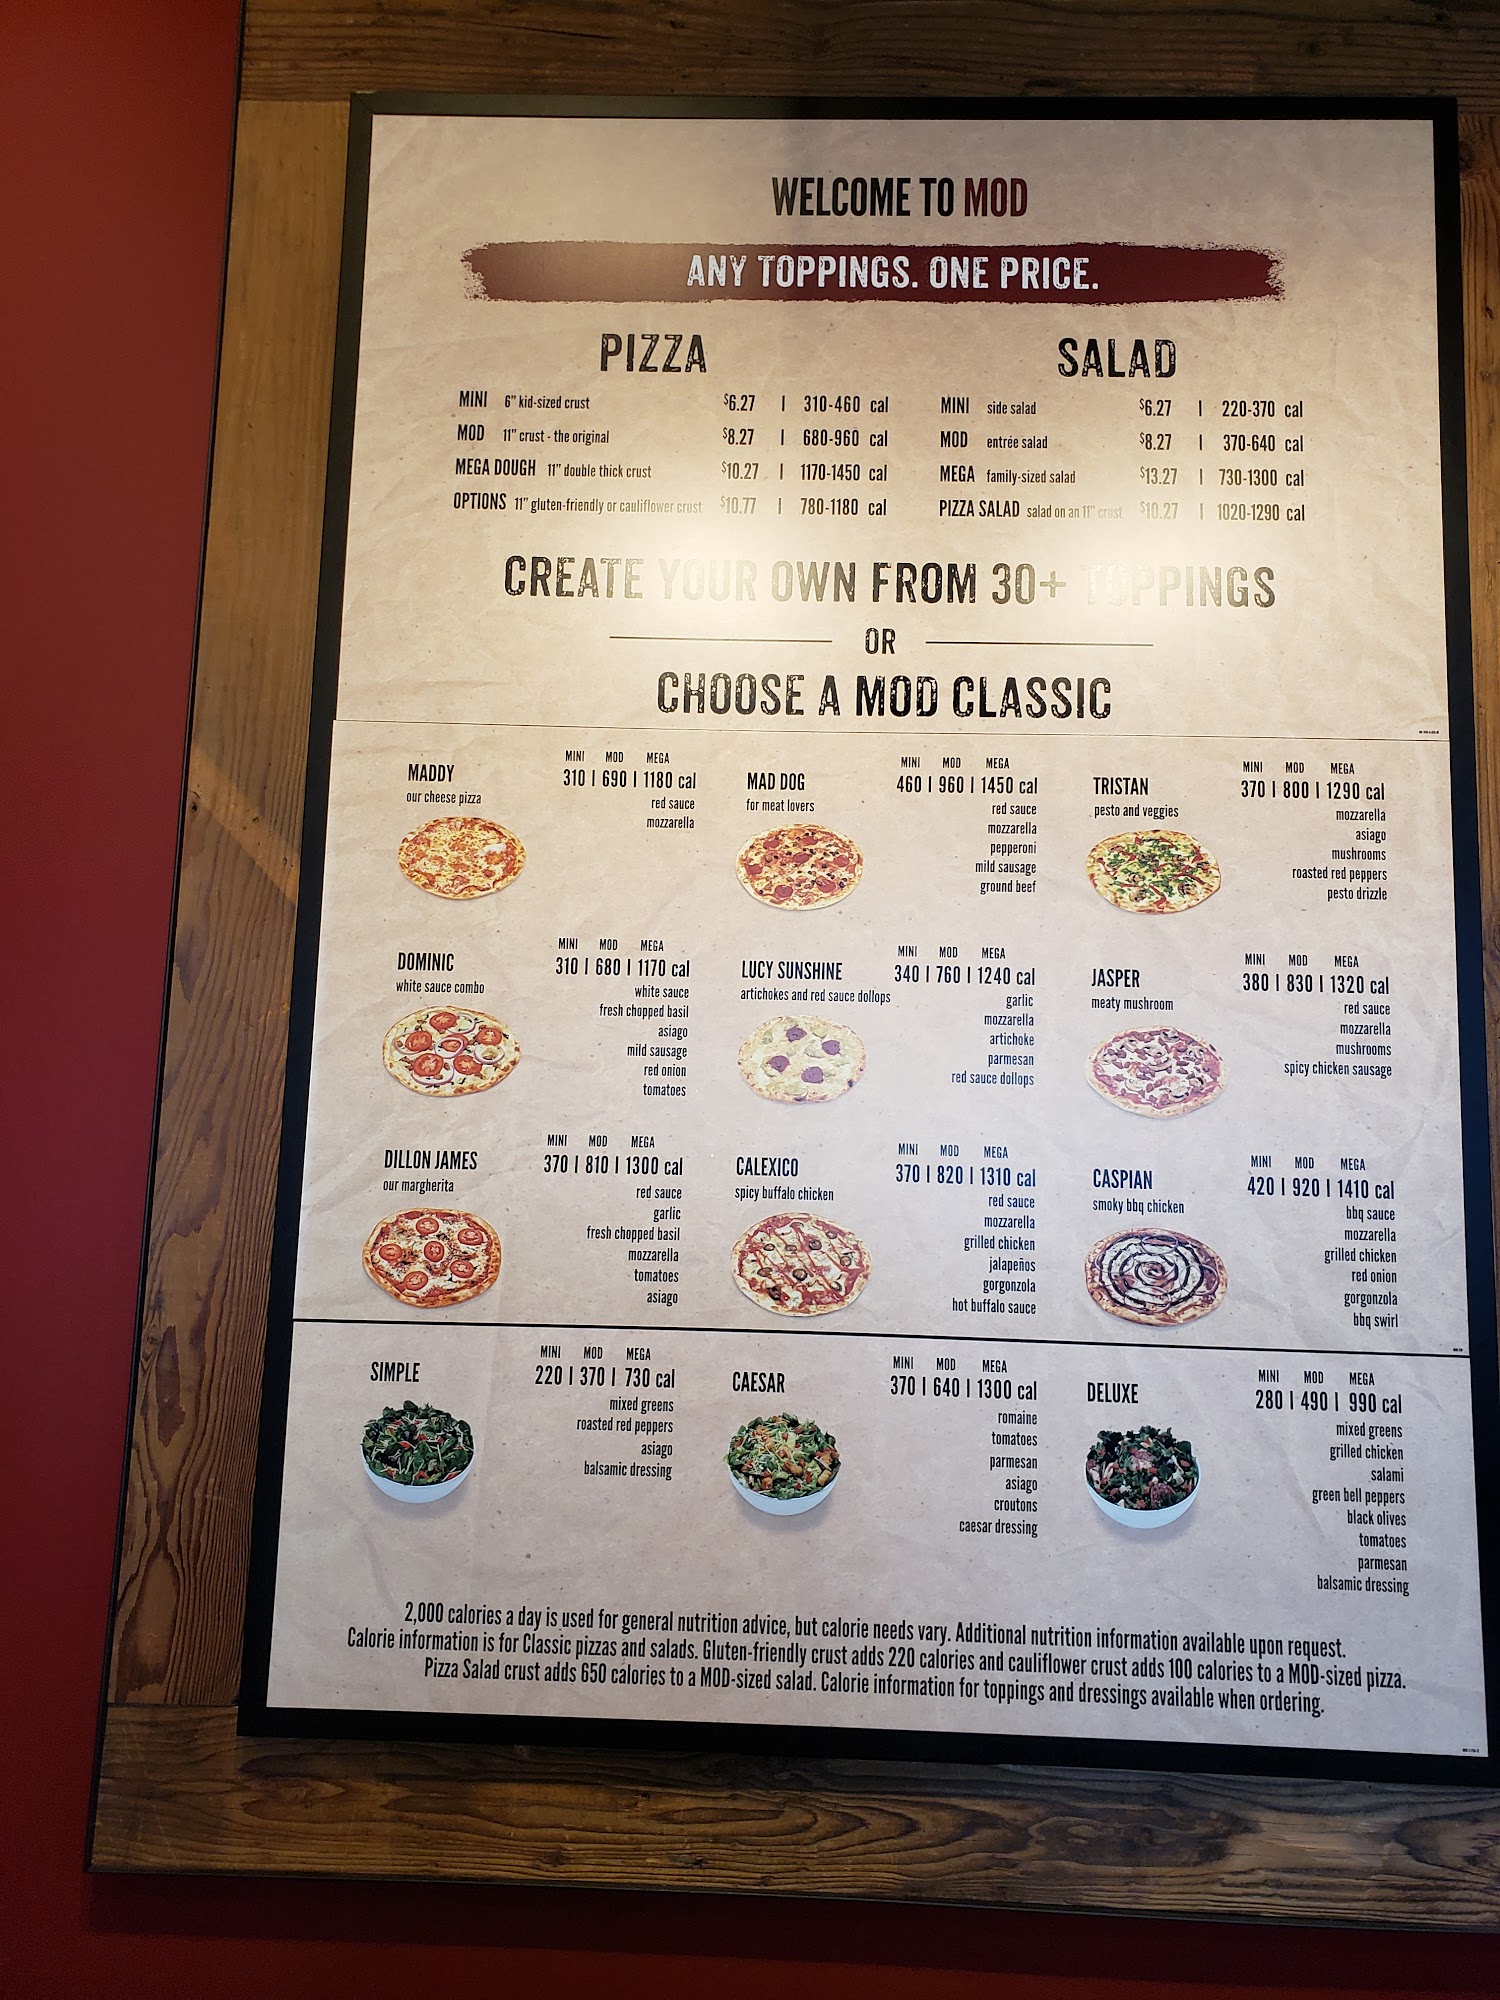 WELCOME TO MOD
ANY TOPPINGS. ONE PRICE.
PIZZA
MINI 6" kid-sized crust $6.27 | 310-460 cal
MOD 11" crust - the original $8.27 | 680-960 cal
MEGA DOUGH 11" double thick crust $10.27 | 1170-1450 cal
OPTIONS 11" gluten-friendly or cauliflower crust $10.77 | 780-1180 cal
SALAD
MINI side salad $6.27 | 220-370 cal
MOD entrée salad $8.27 | 370-640 cal
MEGA family-sized salad $13.27 | 730-1300 cal
PIZZA SALAD salad on an 11" crust $10.27 | 1020-1290 cal
CREATE YOUR OWN FROM 30+ TOPPINGS
OR
CHOOSE A MOD CLASSIC
MADDY
our cheese pizza
MINI MOD MEGA
310 | 690 | 1180 cal
red sauce
mozzarella
MAD DOG
for meat lovers
MINI MOD MEGA
460 | 960 | 1450 cal
red sauce
mozzarella
pepperoni
mild sausage
ground beef
TRISTAN
pesto and veggies
MINI MOD MEGA
370 | 800 | 1290 cal
mozzarella
asiago
mushrooms
roasted red peppers
pesto drizzle
DOMINIC
white sauce combo
MINI MOD MEGA
310 | 680 | 1170 cal
white sauce
fresh chopped basil
asiago
mild sausage
red onion
tomatoes
LUCY SUNSHINE
artichokes and red sauce dollops
MINI MOD MEGA
340 | 760 | 1240 cal
garlic
mozzarella
artichoke
parmesan
red sauce dollops
JASPER
meaty mushroom
MINI MOD MEGA
380 | 830 | 1320 cal
red sauce
mozzarella
mushrooms
spicy chicken sausage
DILLON JAMES
our margherita
MINI MOD MEGA
370 | 810 | 1300 cal
red sauce
garlic
fresh chopped basil
mozzarella
tomatoes
asiago
CALEXICO
spicy buffalo chicken
MINI MOD MEGA
370 | 820 | 1310 cal
red sauce
mozzarella
grilled chicken
jalapeños
gorgonzola
hot buffalo sauce
CASPIAN
smoky bbq chicken
MINI MOD MEGA
420 | 920 | 1410 cal
bbq sauce
mozzarella
grilled chicken
red onion
gorgonzola
bbq swirl
SIMPLE
MINI MOD MEGA
220 | 370 | 730 cal
mixed greens
roasted red peppers
asiago
balsamic dressing
CAESAR
MINI MOD MEGA
370 | 640 | 1300 cal
romaine
tomatoes
parmesan
asiago
croutons
caesar dressing
DELUXE
MINI MOD MEGA
280 | 490 | 990 cal
mixed greens
grilled chicken
salami
green bell peppers
black olives
tomatoes
parmesan
balsamic dressing
2,000 calories a day is used for general nutrition advice, but calorie needs vary. Additional nutrition information available upon request.
Calorie information is for Classic pizzas and salads. Gluten-friendly crust adds 220 calories and cauliflower crust adds 100 calories to a MOD-sized pizza.
Pizza Salad crust adds 650 calories to a MOD-sized salad. Calorie information for toppings and dressings available when ordering.